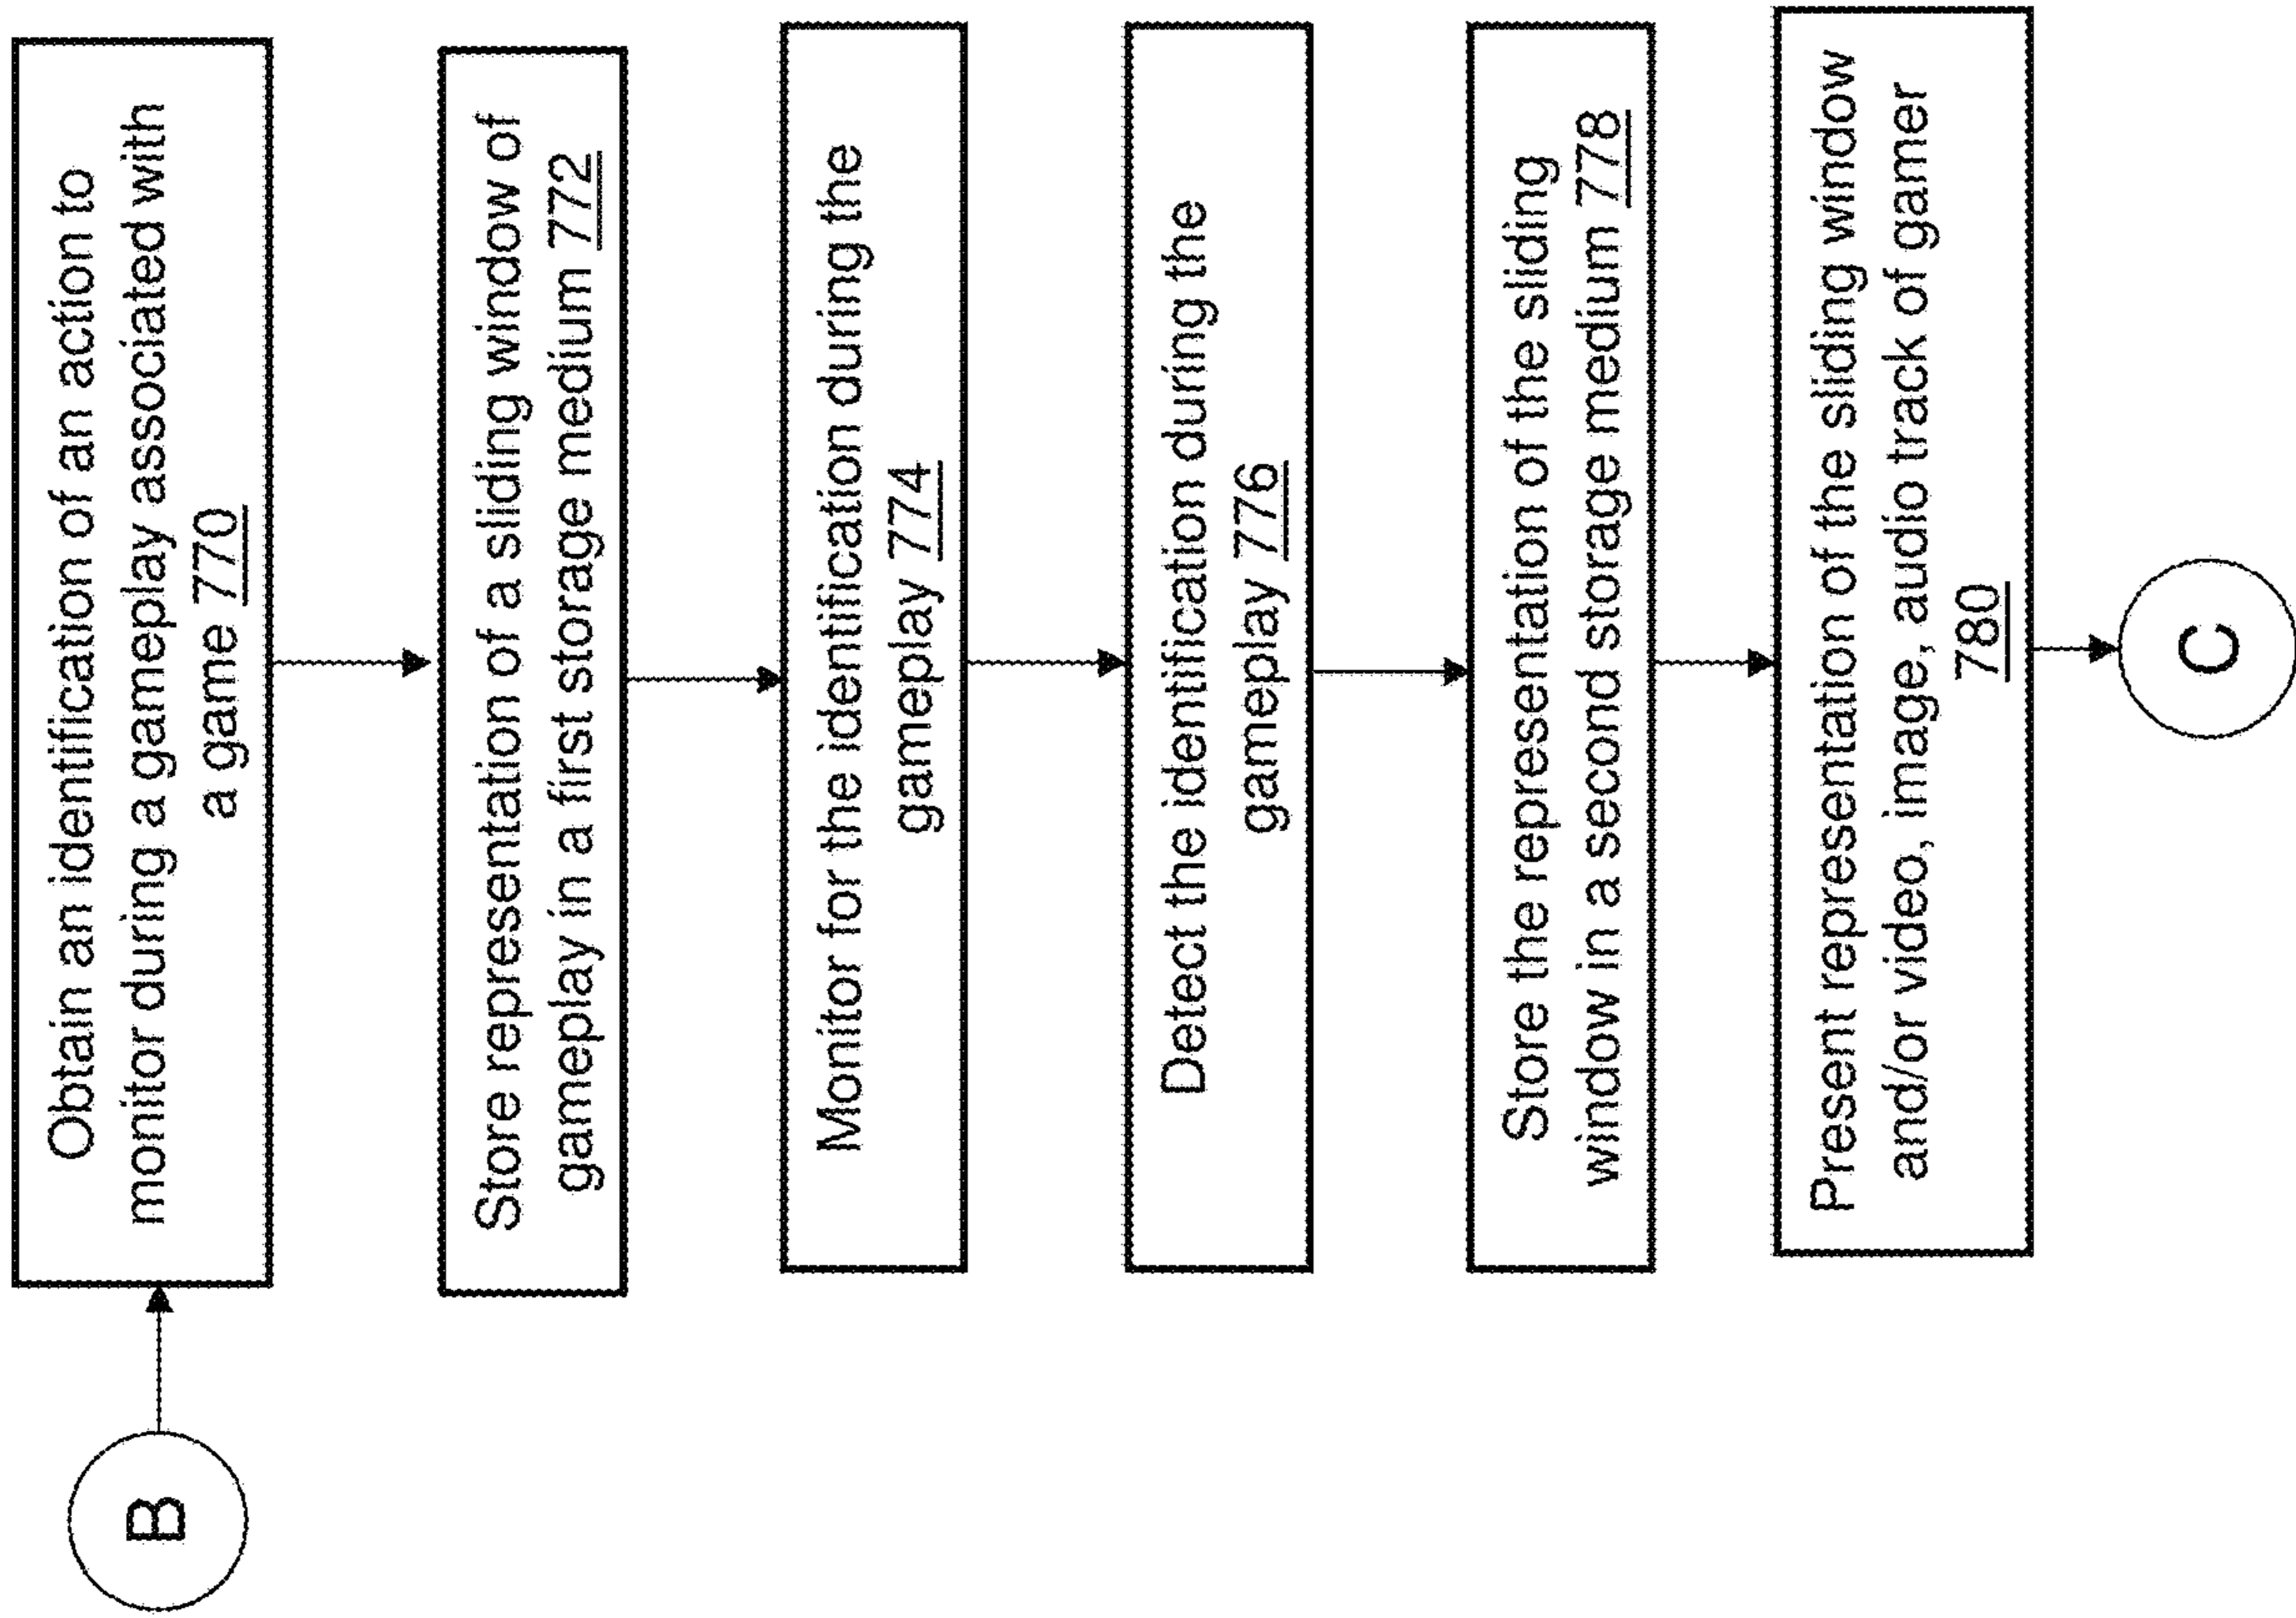 B
Obtain an identification of an action to
monitor during a gameplay associated with
a game 770
Store representation of a sliding window of
gameplay in a first storage medium 772
Monitor for the identification during the
gameplay 774
Detect the identification during the
gameplay 776
Store the representation of the sliding
window in a second storage medium 778
Present representation of the sliding window
and/or video, image, audio track of gamer
780
C